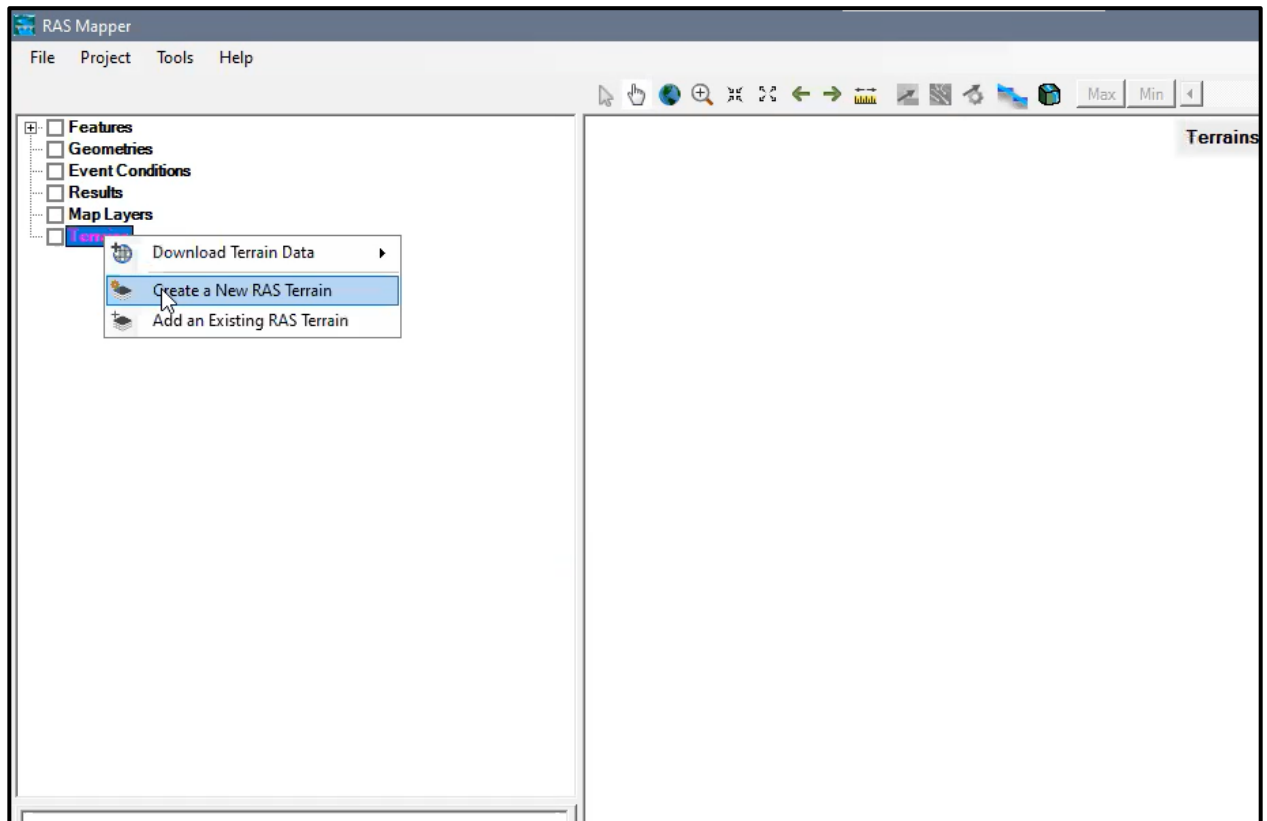 RAS Mapper
File Project Tools Help
Max Min
Features
Geometries
Event Conditions
Results
Map Layers
Terrains
Download Terrain Data
Create a New RAS Terrain
Add an Existing RAS Terrain
Terrains